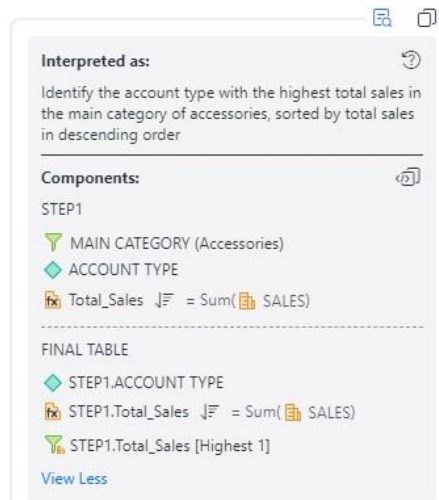 Interpreted as:
Identify the account type with the highest total sales in
the main category of accessories, sorted by total sales
in descending order
Components:
STEP1
MAIN CATEGORY (Accessories)
ACCOUNT TYPE
fx Total_Sales = Sum( SALES)
FINAL TABLE
STEP1.ACCOUNT TYPE
fx STEP1.Total_Sales = Sum( SALES)
STEP1.Total_Sales [Highest 1]
View Less